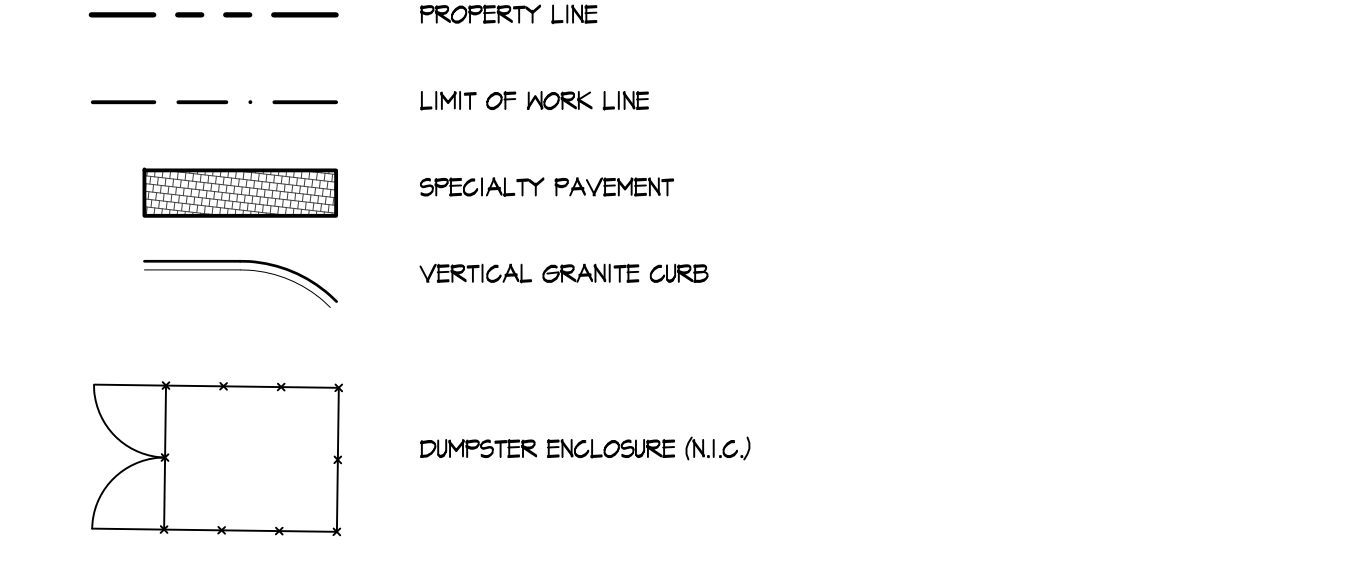 PROPERTY LINE
LIMIT OF WORK LINE
SPECIALTY PAVEMENT
VERTICAL GRANITE CURB
DUMPSTER ENCLOSURE (N.I.C.)